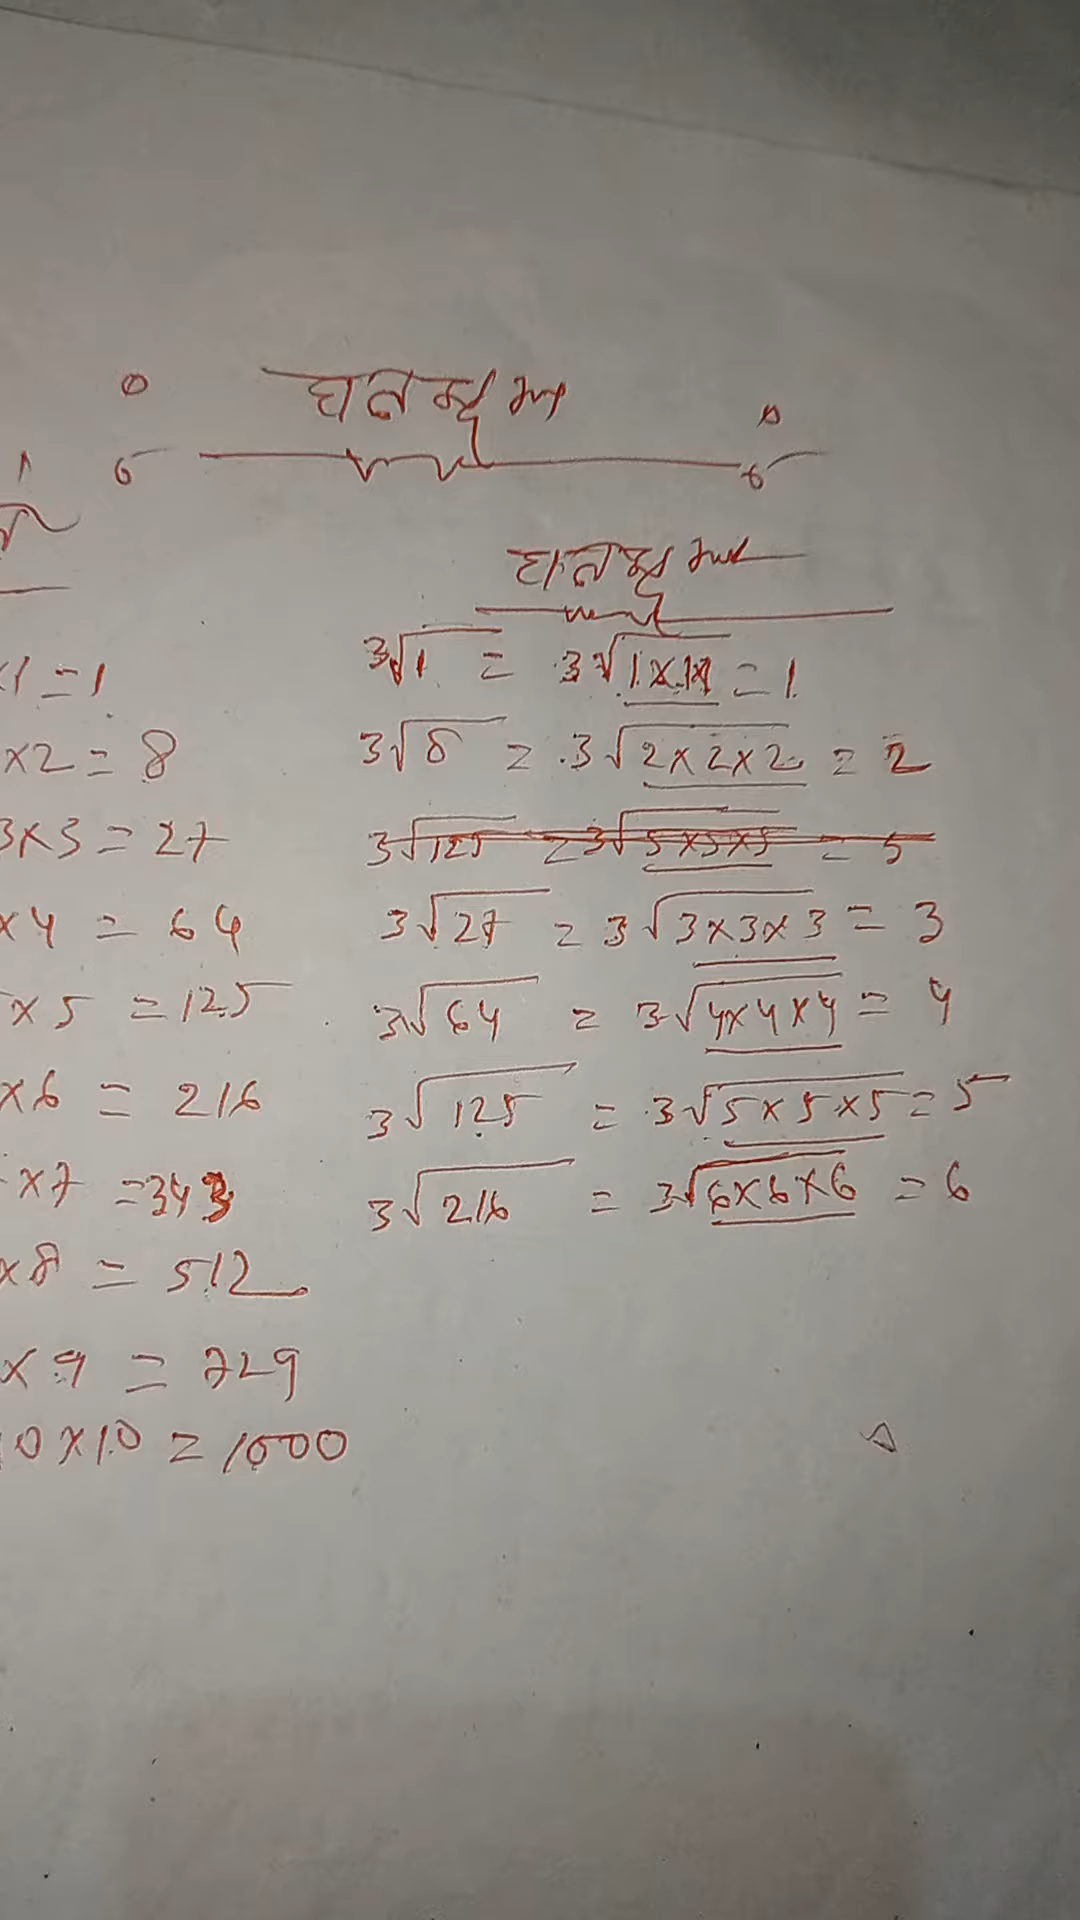 ঘনমূল
ঘনমূল
×1 = 1
3√1 = 3√1×1×1 = 1
×2 = 8
3√8 = 3√2×2×2 = 2
3×3 = 27
3√125 = 3√5×5×5 = 5
×4 = 64
3√27 = 3√3×3×3 = 3
×5 = 125
3√64 = 3√4×4×4 = 4
×6 = 216
3√125 = 3√5×5×5 = 5
×7 = 343
3√216 = 3√6×6×6 = 6
×8 = 512
×9 = 729
10×10 = 1000